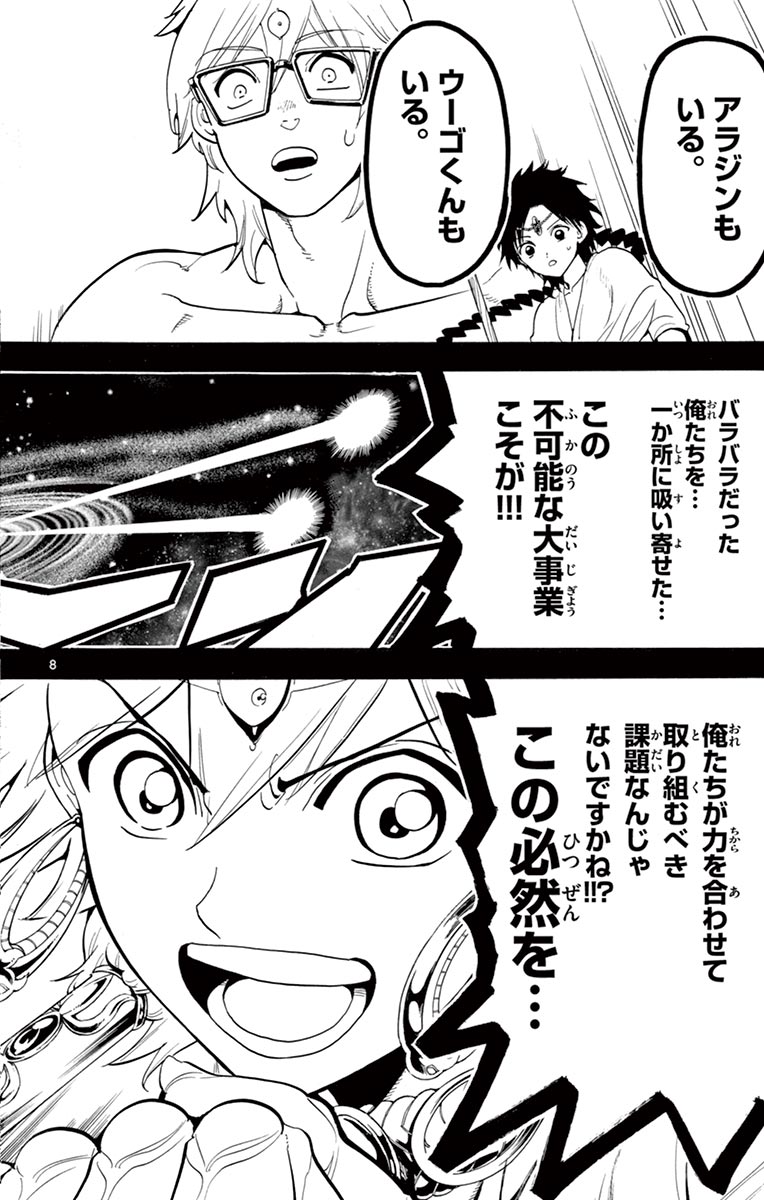 アラジンも
いる。
ウーゴくんも
いる。
バラバラだった
俺たちを…
一か所に吸い寄せた…
この
不可能な大事業
こそが!!!
8
俺たちが力を合わせて
取り組むべき
課題なんじゃ
ないですかね!!?
この必然を…